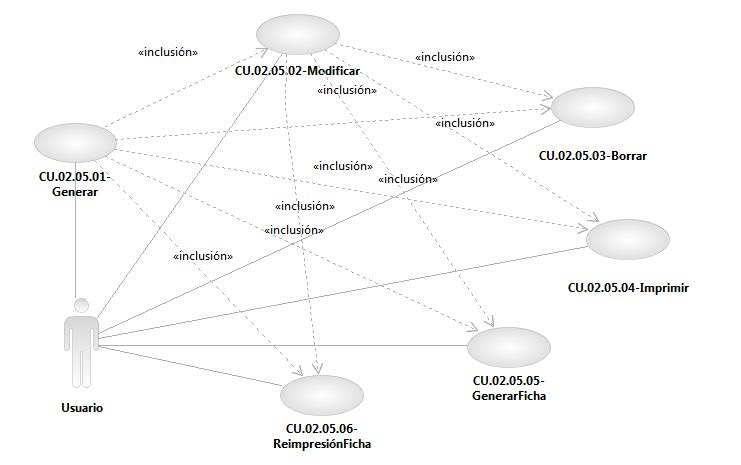 «inclusión»
«inclusión»
CU.02.05.02-Modificar
«inclusión»
«inclusión»
CU.02.05.03-Borrar
«inclusión»
CU.02.05.01-
Generar
«inclusión»
«inclusión»
«inclusión»
«inclusión»
CU.02.05.04-Imprimir
CU.02.05.05-
GenerarFicha
Usuario
CU.02.05.06-
ReimpresiónFicha